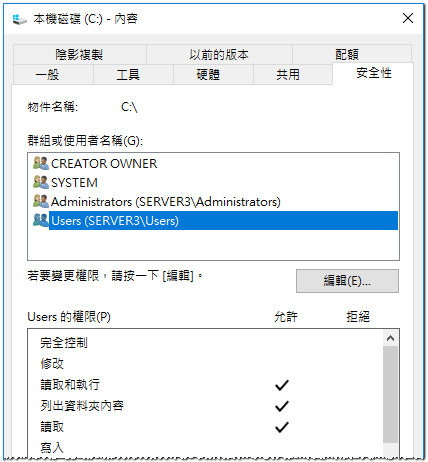 本機磁碟 (C:) - 內容
陰影複製 以前的版本 配額
一般 工具 硬體 共用 安全性
物件名稱: C:\
群組或使用者名稱(G):
CREATOR OWNER
SYSTEM
Administrators (SERVER3\Administrators)
Users (SERVER3\Users)
若要變更權限，請按一下 [編輯]。
編輯(E)...
Users 的權限(P) 允許 拒絕
完全控制
修改
讀取和執行
列出資料夾內容
讀取
寫入